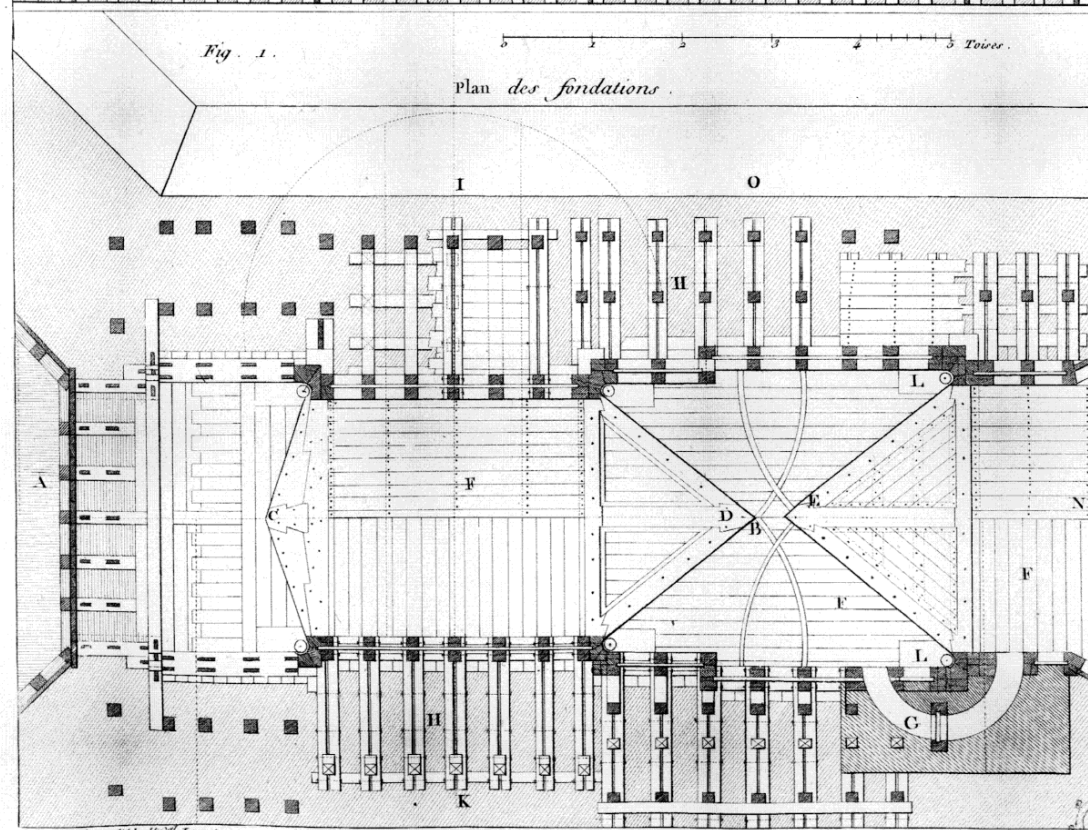 Fig. 1.
0 1 2 3 4 5 Toises.
Plan des fondations.
I O
H
L
A F N
C D B E
F F
L
H G
K